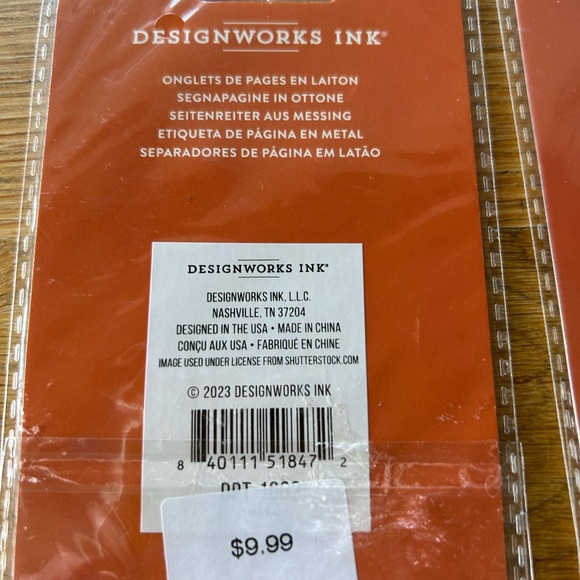 DESIGNWORKS INK®
ONGLETS DE PAGES EN LAITON
SEGNAPAGINE IN OTTONE
SEITENREITER AUS MESSING
ETIQUETA DE PÁGINA EN METAL
SEPARADORES DE PÁGINA EM LATÃO
DESIGNWORKS INK®
DESIGNWORKS INK, L.L.C.
NASHVILLE, TN 37204
DESIGNED IN THE USA • MADE IN CHINA
CONÇU AUX USA • FABRIQUÉ EN CHINE
IMAGE USED UNDER LICENSE FROM SHUTTERSTOCK.COM
© 2023 DESIGNWORKS INK
8 40111 51847 2
$9.99